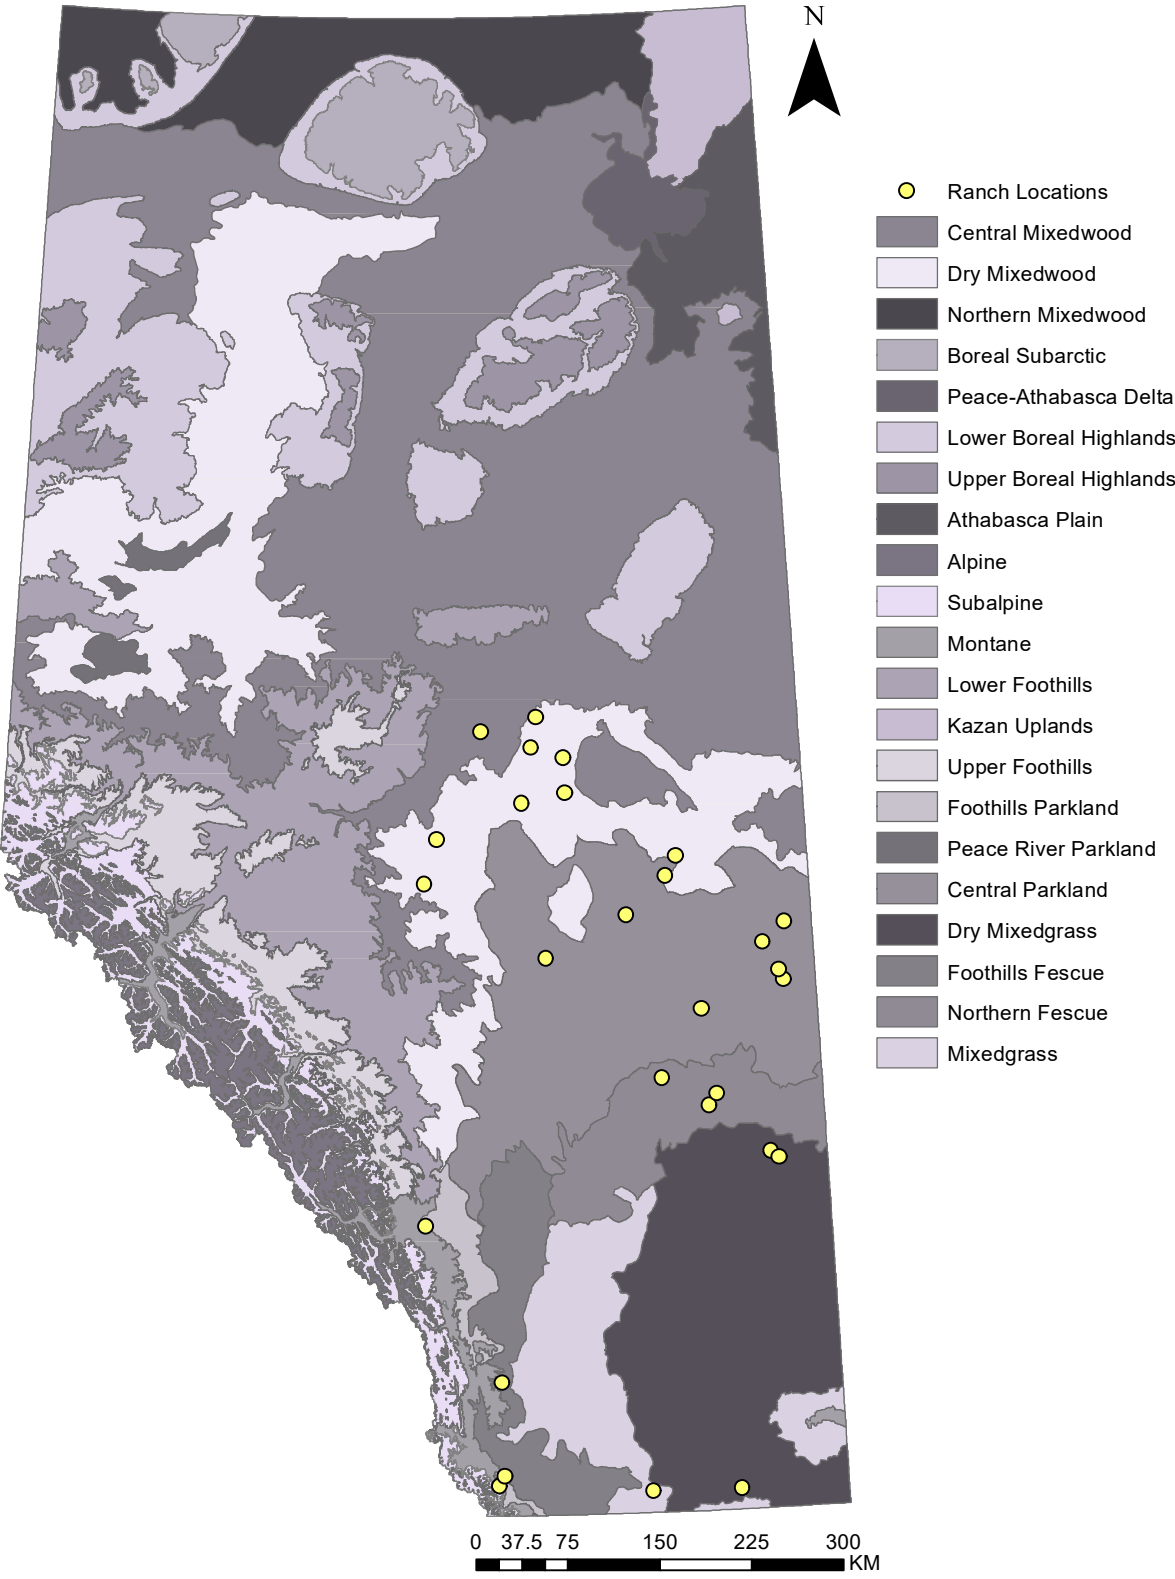 N
Ranch Locations
Central Mixedwood
Dry Mixedwood
Northern Mixedwood
Boreal Subarctic
Peace-Athabasca Delta
Lower Boreal Highlands
Upper Boreal Highlands
Athabasca Plain
Alpine
Subalpine
Montane
Lower Foothills
Kazan Uplands
Upper Foothills
Foothills Parkland
Peace River Parkland
Central Parkland
Dry Mixedgrass
Foothills Fescue
Northern Fescue
Mixedgrass
0 37.5 75 150 225 300
KM